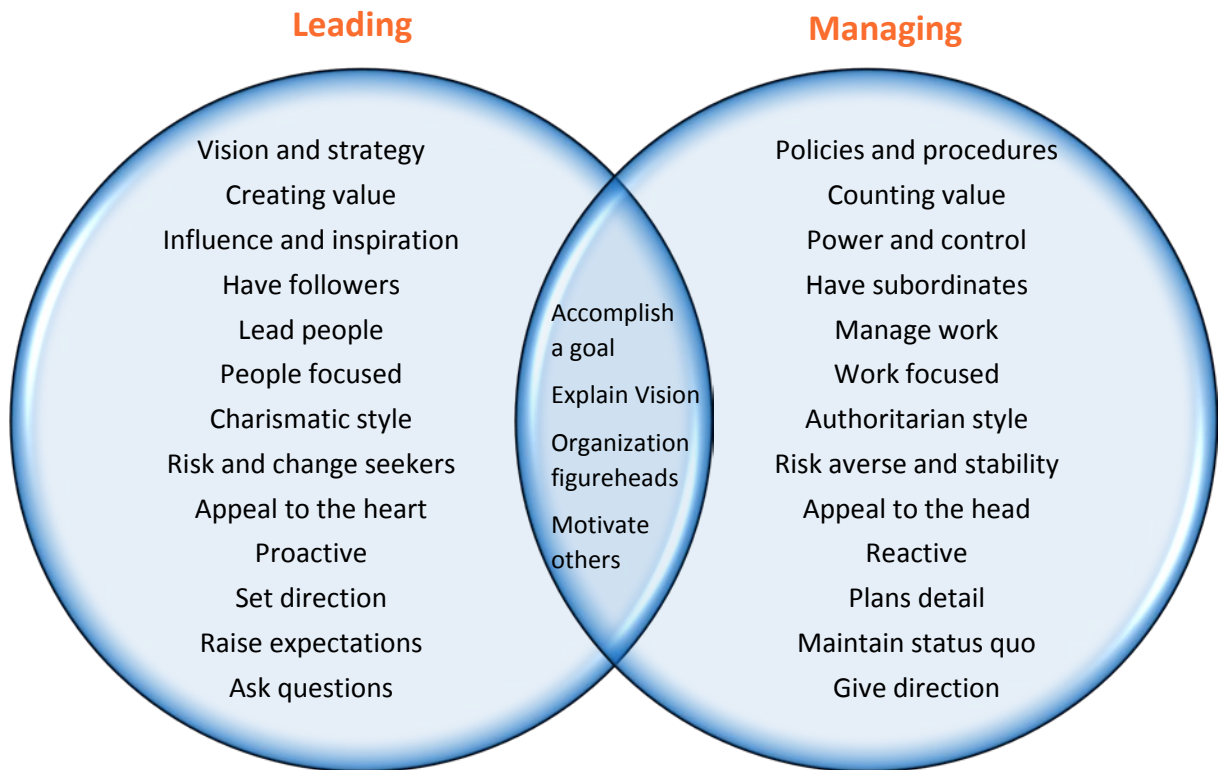 Leading
Managing
Vision and strategy
Creating value
Influence and inspiration
Have followers
Lead people
People focused
Charismatic style
Risk and change seekers
Appeal to the heart
Proactive
Set direction
Raise expectations
Ask questions
Accomplish
a goal
Explain Vision
Organization
figureheads
Motivate
others
Policies and procedures
Counting value
Power and control
Have subordinates
Manage work
Work focused
Authoritarian style
Risk averse and stability
Appeal to the head
Reactive
Plans detail
Maintain status quo
Give direction